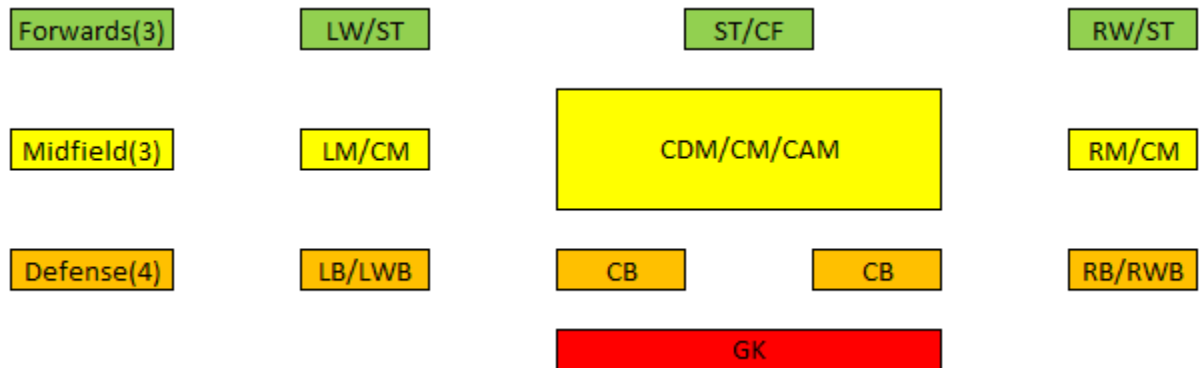 Forwards(3) LW/ST ST/CF RW/ST
Midfield(3) LM/CM CDM/CM/CAM RM/CM
Defense(4) LB/LWB CB CB RB/RWB
GK